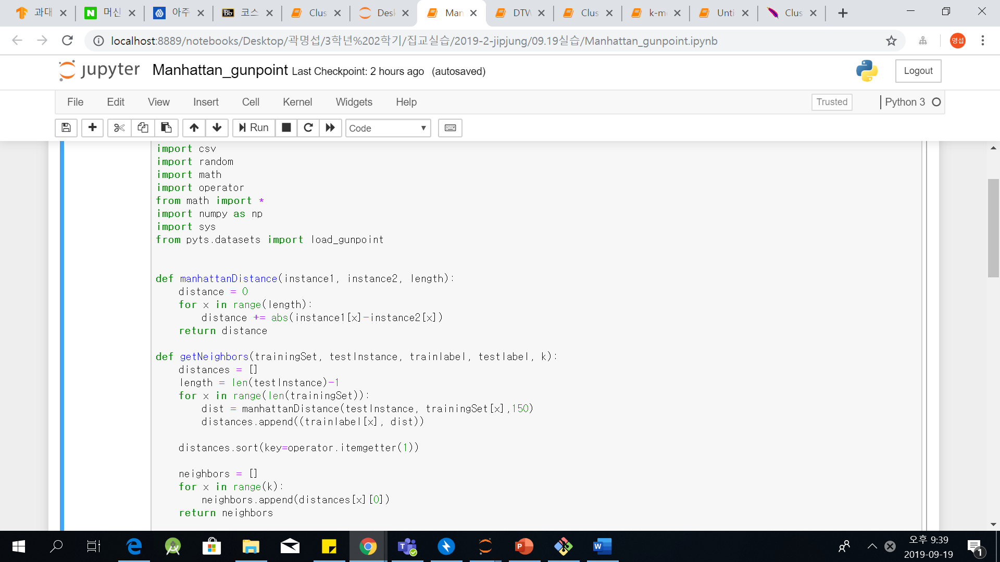 과대
머신
아주
Bb 코스
Clus
Desk
Man
DTW
Clus
k-me
Unti
Clus
localhost:8889/notebooks/Desktop/곽명섭/3학년%202학기/집교실습/2019-2-jipjung/09.19실습/Manhattan_gunpoint.ipynb
명섭
jupyter Manhattan_gunpoint Last Checkpoint: 2 hours ago (autosaved)
Logout
File Edit View Insert Cell Kernel Widgets Help
Trusted
Python 3
Run
Code
import csv
import random
import math
import operator
from math import *
import numpy as np
import sys
from pyts.datasets import load_gunpoint
def manhattanDistance(instance1, instance2, length):
    distance = 0
    for x in range(length):
        distance += abs(instance1[x]-instance2[x])
    return distance
def getNeighbors(trainingSet, testInstance, trainlabel, testlabel, k):
    distances = []
    length = len(testInstance)-1
    for x in range(len(trainingSet)):
        dist = manhattanDistance(testInstance, trainingSet[x],150)
        distances.append((trainlabel[x], dist))
    distances.sort(key=operator.itemgetter(1))
    neighbors = []
    for x in range(k):
        neighbors.append(distances[x][0])
    return neighbors
오후 9:39
2019-09-19
1